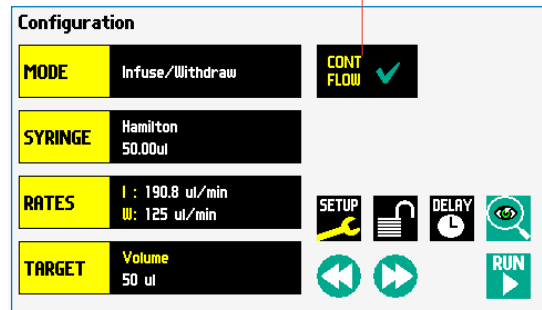 Configuration
MODE
Infuse/Withdraw
CONT
FLOW
SYRINGE
Hamilton
50.00ul
RATES
I : 190.8 ul/min
W: 125 ul/min
SETUP
DELAY
TARGET
Volume
50 ul
RUN